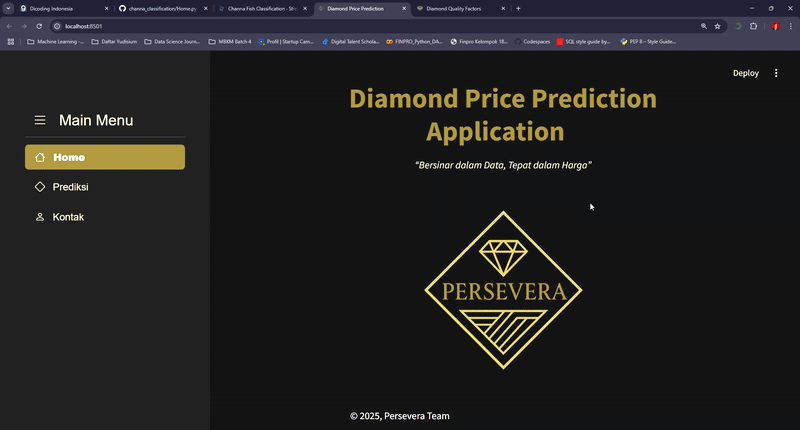 Dicoding Indonesia
channa_classification/Home.py
Channa Fish Classification · Stre
Diamond Price Prediction
Diamond Quality Factors
localhost:8501
Machine Learning -...
Daftar Yudisium
Data Science Journ...
MBKM Batch 4
Profil | Startup Cam...
Digital Talent Schola...
FINPRO_Python_DA...
Finpro Kelompok 18...
Codespaces
SQL style guide by...
PEP 8 – Style Guide...
Deploy
Main Menu
Home
Prediksi
Kontak
Diamond Price Prediction
Application
“Bersinar dalam Data, Tepat dalam Harga”
PERSEVERA
© 2025, Persevera Team